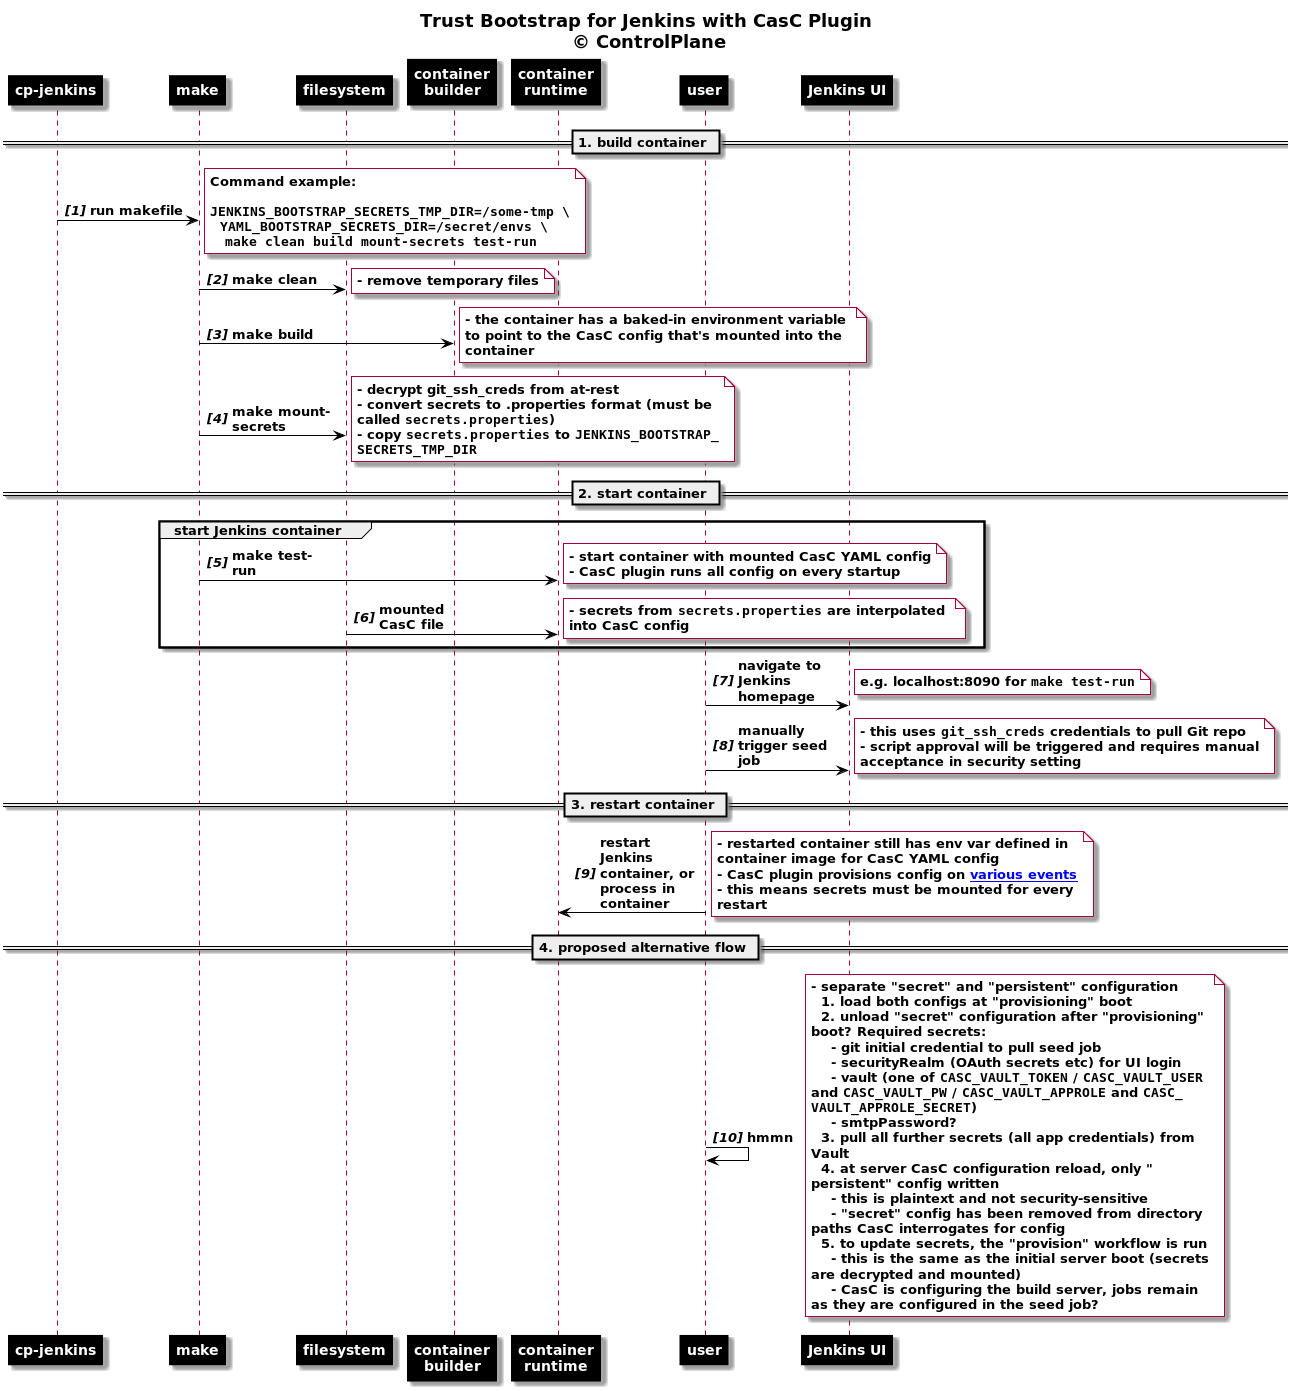 Trust Bootstrap for Jenkins with CasC Plugin
© ControlPlane
cp-jenkins
make
filesystem
container
builder
container
runtime
user
Jenkins UI
1. build container
[1] run makefile
Command example:
JENKINS_BOOTSTRAP_SECRETS_TMP_DIR=/some-tmp \
YAML_BOOTSTRAP_SECRETS_DIR=/secret/envs \
make clean build mount-secrets test-run
[2] make clean
- remove temporary files
[3] make build
- the container has a baked-in environment variable
to point to the CasC config that's mounted into the
container
[4] make mount-
secrets
- decrypt git_ssh_creds from at-rest
- convert secrets to .properties format (must be
called secrets.properties)
- copy secrets.properties to JENKINS_BOOTSTRAP_
SECRETS_TMP_DIR
2. start container
start Jenkins container
[5] make test-
run
- start container with mounted CasC YAML config
- CasC plugin runs all config on every startup
[6] mounted
CasC file
- secrets from secrets.properties are interpolated
into CasC config
[7] navigate to
Jenkins
homepage
e.g. localhost:8090 for make test-run
[8] manually
trigger seed
job
- this uses git_ssh_creds credentials to pull Git repo
- script approval will be triggered and requires manual
acceptance in security setting
3. restart container
[9] restart
Jenkins
container, or
process in
container
- restarted container still has env var defined in
container image for CasC YAML config
- CasC plugin provisions config on various events
- this means secrets must be mounted for every
restart
4. proposed alternative flow
[10] hmmn
- separate "secret" and "persistent" configuration
1. load both configs at "provisioning" boot
2. unload "secret" configuration after "provisioning"
boot? Required secrets:
- git initial credential to pull seed job
- securityRealm (OAuth secrets etc) for UI login
- vault (one of CASC_VAULT_TOKEN / CASC_VAULT_USER
and CASC_VAULT_PW / CASC_VAULT_APPROLE and CASC_
VAULT_APPROLE_SECRET)
- smtpPassword?
3. pull all further secrets (all app credentials) from
Vault
4. at server CasC configuration reload, only "
persistent" config written
- this is plaintext and not security-sensitive
- "secret" config has been removed from directory
paths CasC interrogates for config
5. to update secrets, the "provision" workflow is run
- this is the same as the initial server boot (secrets
are decrypted and mounted)
- CasC is configuring the build server, jobs remain
as they are configured in the seed job?
cp-jenkins
make
filesystem
container
builder
container
runtime
user
Jenkins UI